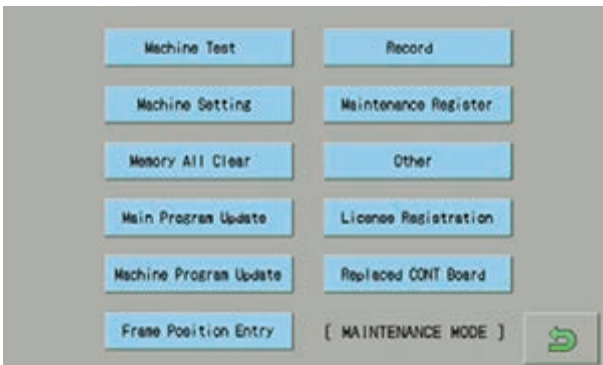 Machine Test
Record
Machine Setting
Maintenance Register
Memory All Clear
Other
Main Program Update
License Registration
Machine Program Update
Replaced CONT Board
Frame Position Entry
[ MAINTENANCE MODE ]